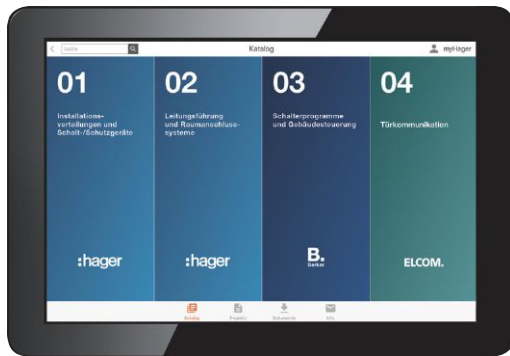 Suche
Katalog
myHager
01
02
03
04
Installations-
verteilungen und
Schalt-/Schutzgeräte
Leitungsführung
und Raumanschluss-
systeme
Schalterprogramme
und Gebäudesteuerung
Türkommunikation
:hager
:hager
B.
Berker
ELCOM.
Katalog
Projekte
Dokumente
Info